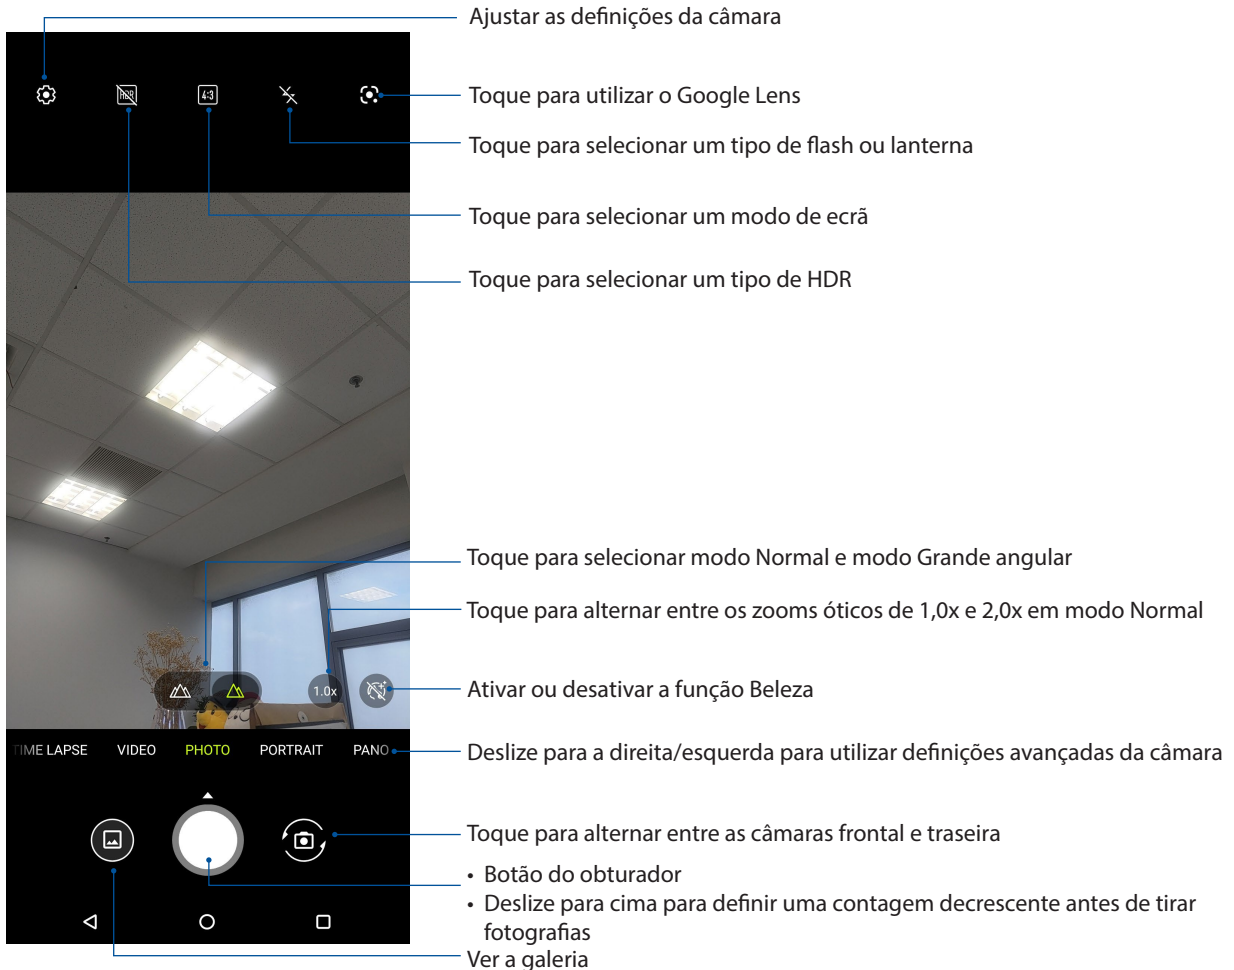 Ajustar as definições da câmara
HDR
4:3
Toque para utilizar o Google Lens
Toque para selecionar um tipo de flash ou lanterna
Toque para selecionar um modo de ecrã
Toque para selecionar um tipo de HDR
Toque para selecionar modo Normal e modo Grande angular
Toque para alternar entre os zooms óticos de 1,0x e 2,0x em modo Normal
1.0x
Ativar ou desativar a função Beleza
TIME LAPSE VIDEO PHOTO PORTRAIT PANO
Deslize para a direita/esquerda para utilizar definições avançadas da câmara
Toque para alternar entre as câmaras frontal e traseira
• Botão do obturador
• Deslize para cima para definir uma contagem decrescente antes de tirar
fotografias
Ver a galeria